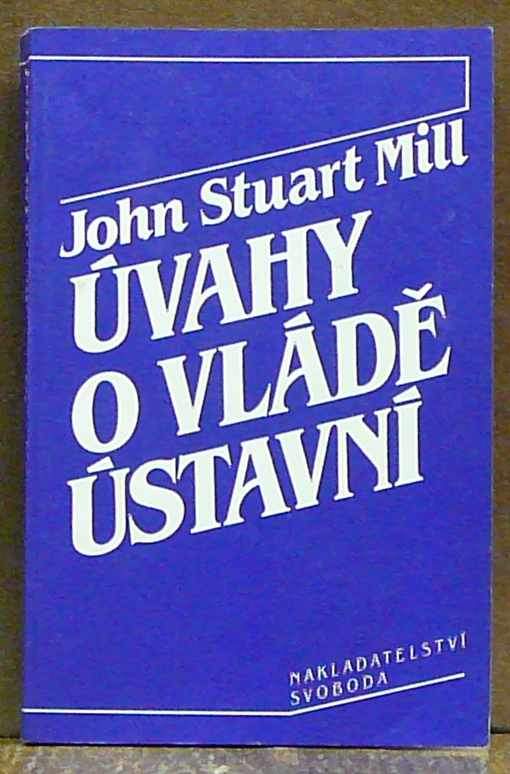 John Stuart Mill
ÚVAHY
O VLÁDĚ
ÚSTAVNÍ
NAKLADATELSTVÍ
SVOBODA